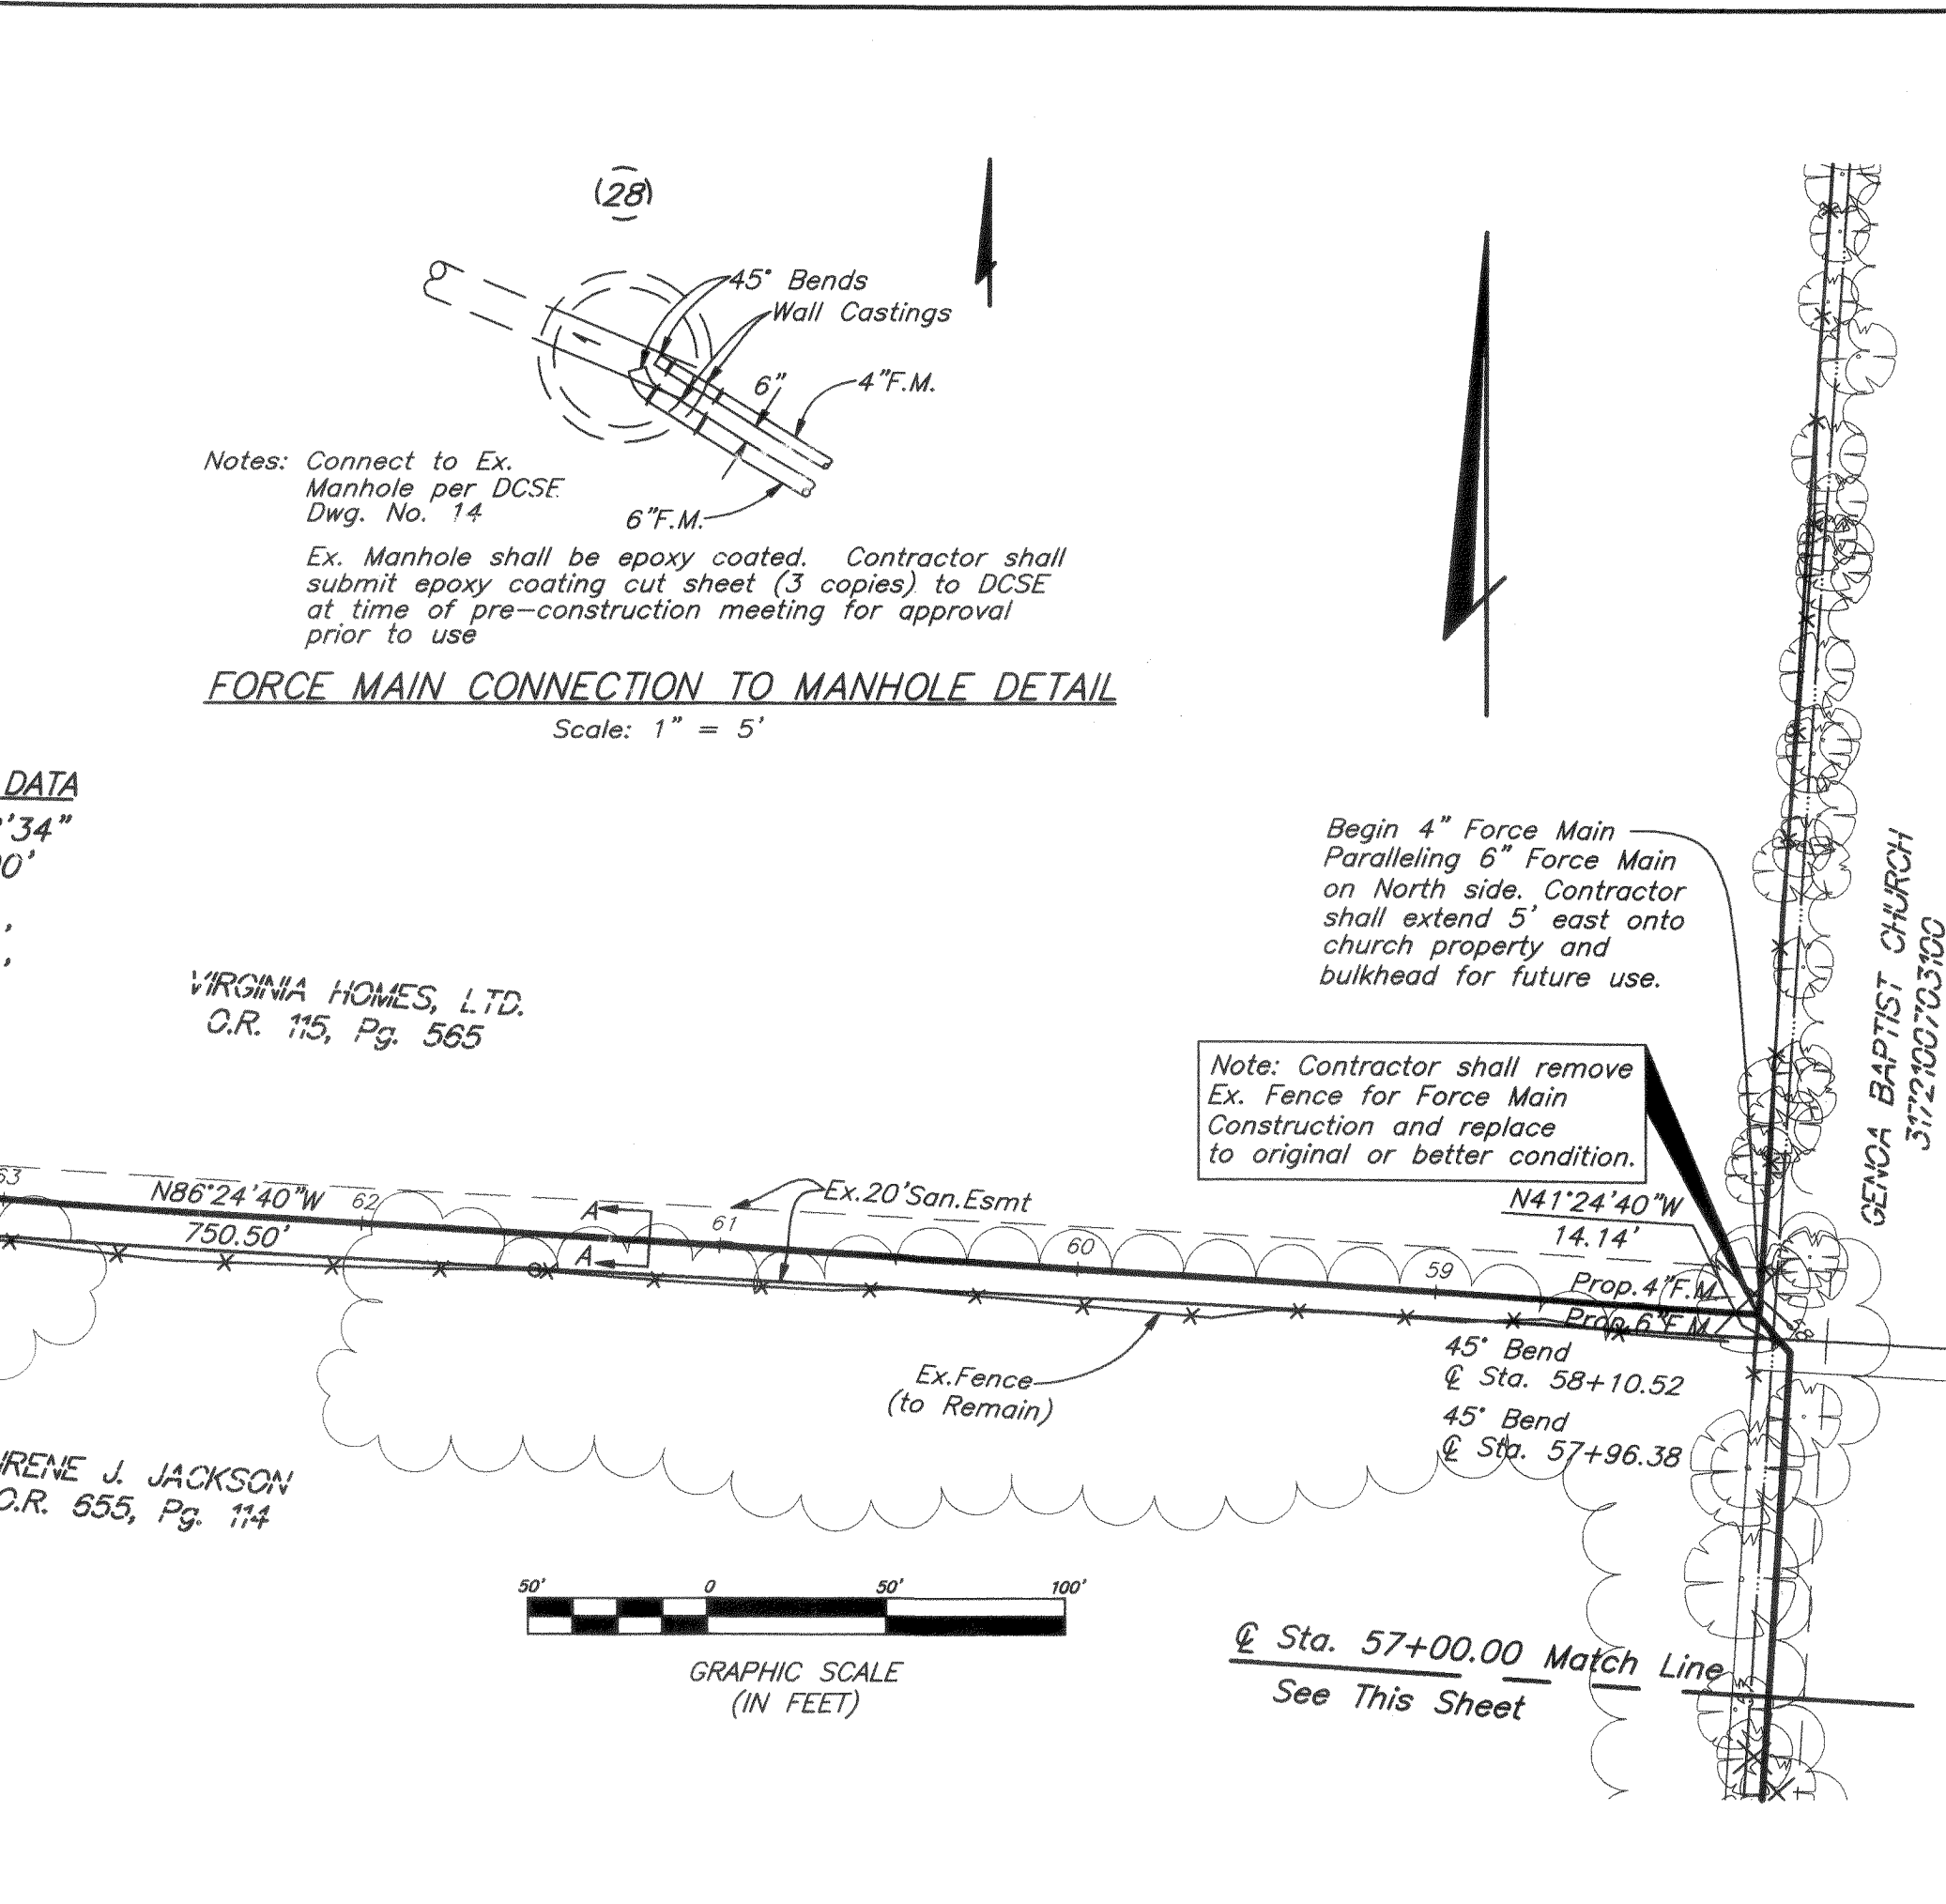 (28)
45° Bends
Wall Castings
6"
4"F.M.
6"F.M.
Notes: Connect to Ex.
Manhole per DCSE
Dwg. No. 14
Ex. Manhole shall be epoxy coated. Contractor shall
submit epoxy coating cut sheet (3 copies) to DCSE
at time of pre-construction meeting for approval
prior to use
FORCE MAIN CONNECTION TO MANHOLE DETAIL
Scale: 1" = 5'
DATA
'34"
0'
VIRGINIA HOMES, LTD.
O.R. 115, Pg. 565
Begin 4" Force Main
Paralleling 6" Force Main
on North side. Contractor
shall extend 5' east onto
church property and
bulkhead for future use.
GENOA BAPTIST CHURCH
31721007003100
Note: Contractor shall remove
Ex. Fence for Force Main
Construction and replace
to original or better condition.
63
N86°24'40"W
750.50'
62
A
A
61
Ex.20'San.Esmt
60
59
N41°24'40"W
14.14'
Prop.4"F.M.
Prop.6"F.M.
45° Bend
℄ Sta. 58+10.52
45° Bend
℄ Sta. 57+96.38
Ex.Fence
(to Remain)
IRENE J. JACKSON
O.R. 655, Pg. 114
50' 0 50' 100'
GRAPHIC SCALE
(IN FEET)
℄ Sta. 57+00.00 Match Line
See This Sheet